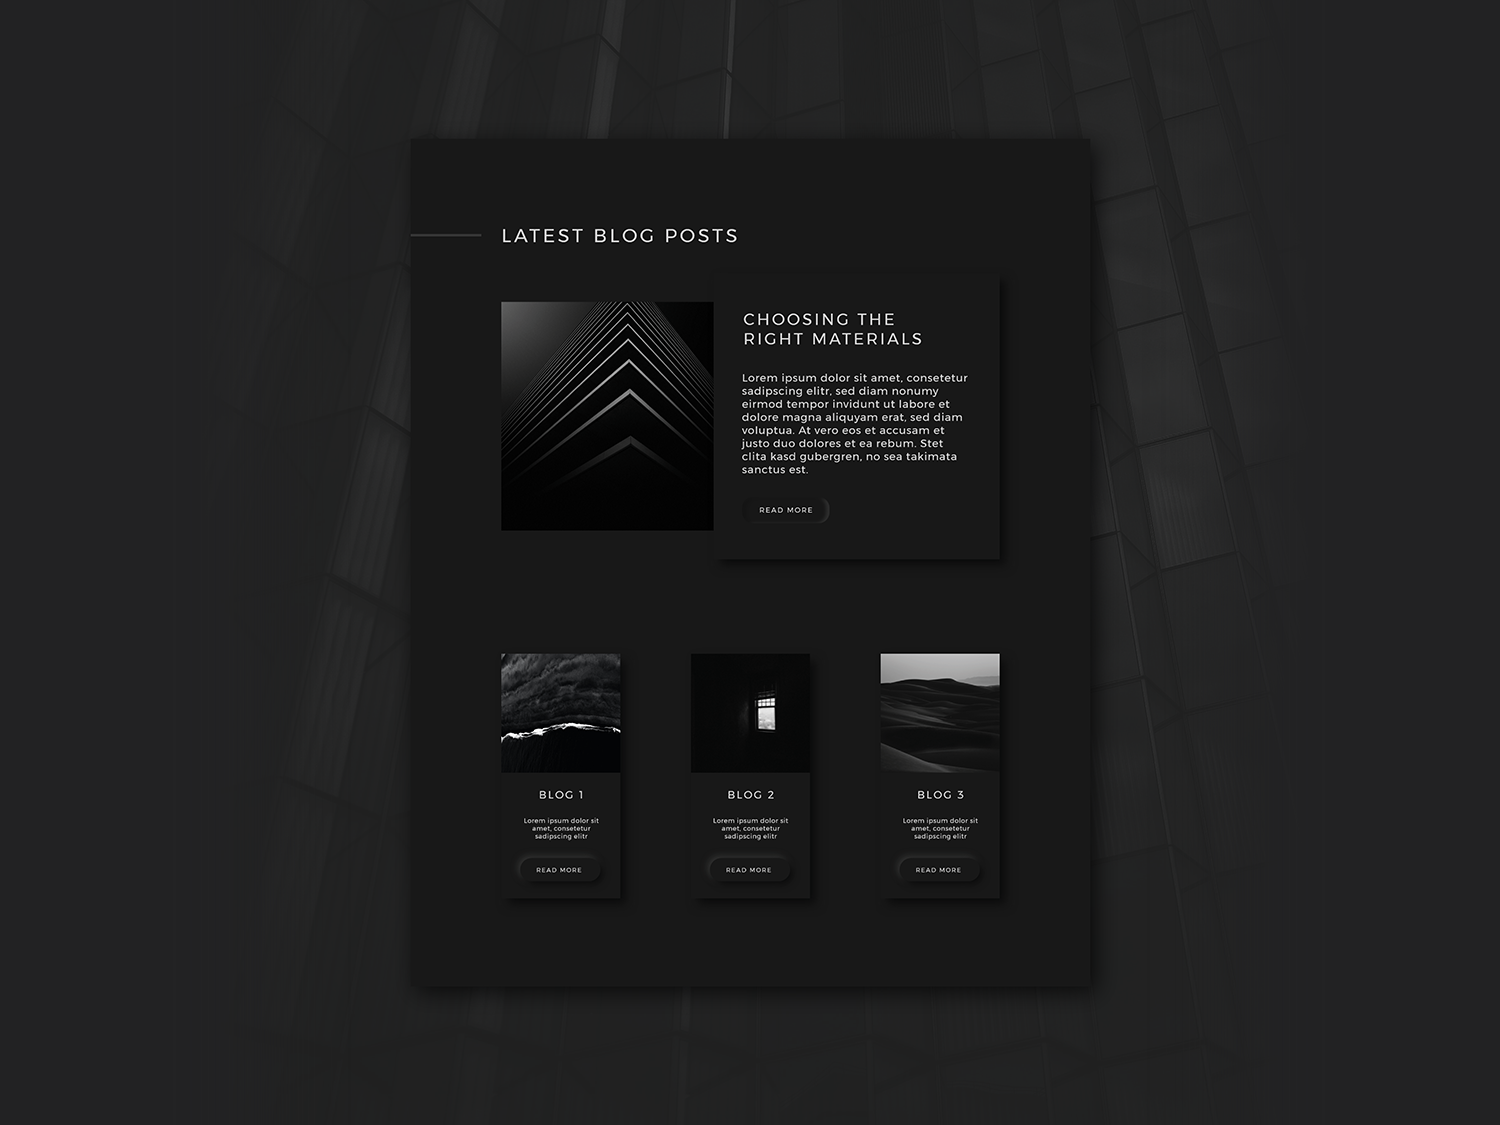 LATEST BLOG POSTS
CHOOSING THE
RIGHT MATERIALS
Lorem ipsum dolor sit amet, consetetur
sadipscing elitr, sed diam nonumy
eirmod tempor invidunt ut labore et
dolore magna aliquyam erat, sed diam
voluptua. At vero eos et accusam et
justo duo dolores et ea rebum. Stet
clita kasd gubergren, no sea takimata
sanctus est.
READ MORE
BLOG 1
Lorem ipsum dolor sit
amet, consetetur
sadipscing elitr
READ MORE
BLOG 2
Lorem ipsum dolor sit
amet, consetetur
sadipscing elitr
READ MORE
BLOG 3
Lorem ipsum dolor sit
amet, consetetur
sadipscing elitr
READ MORE